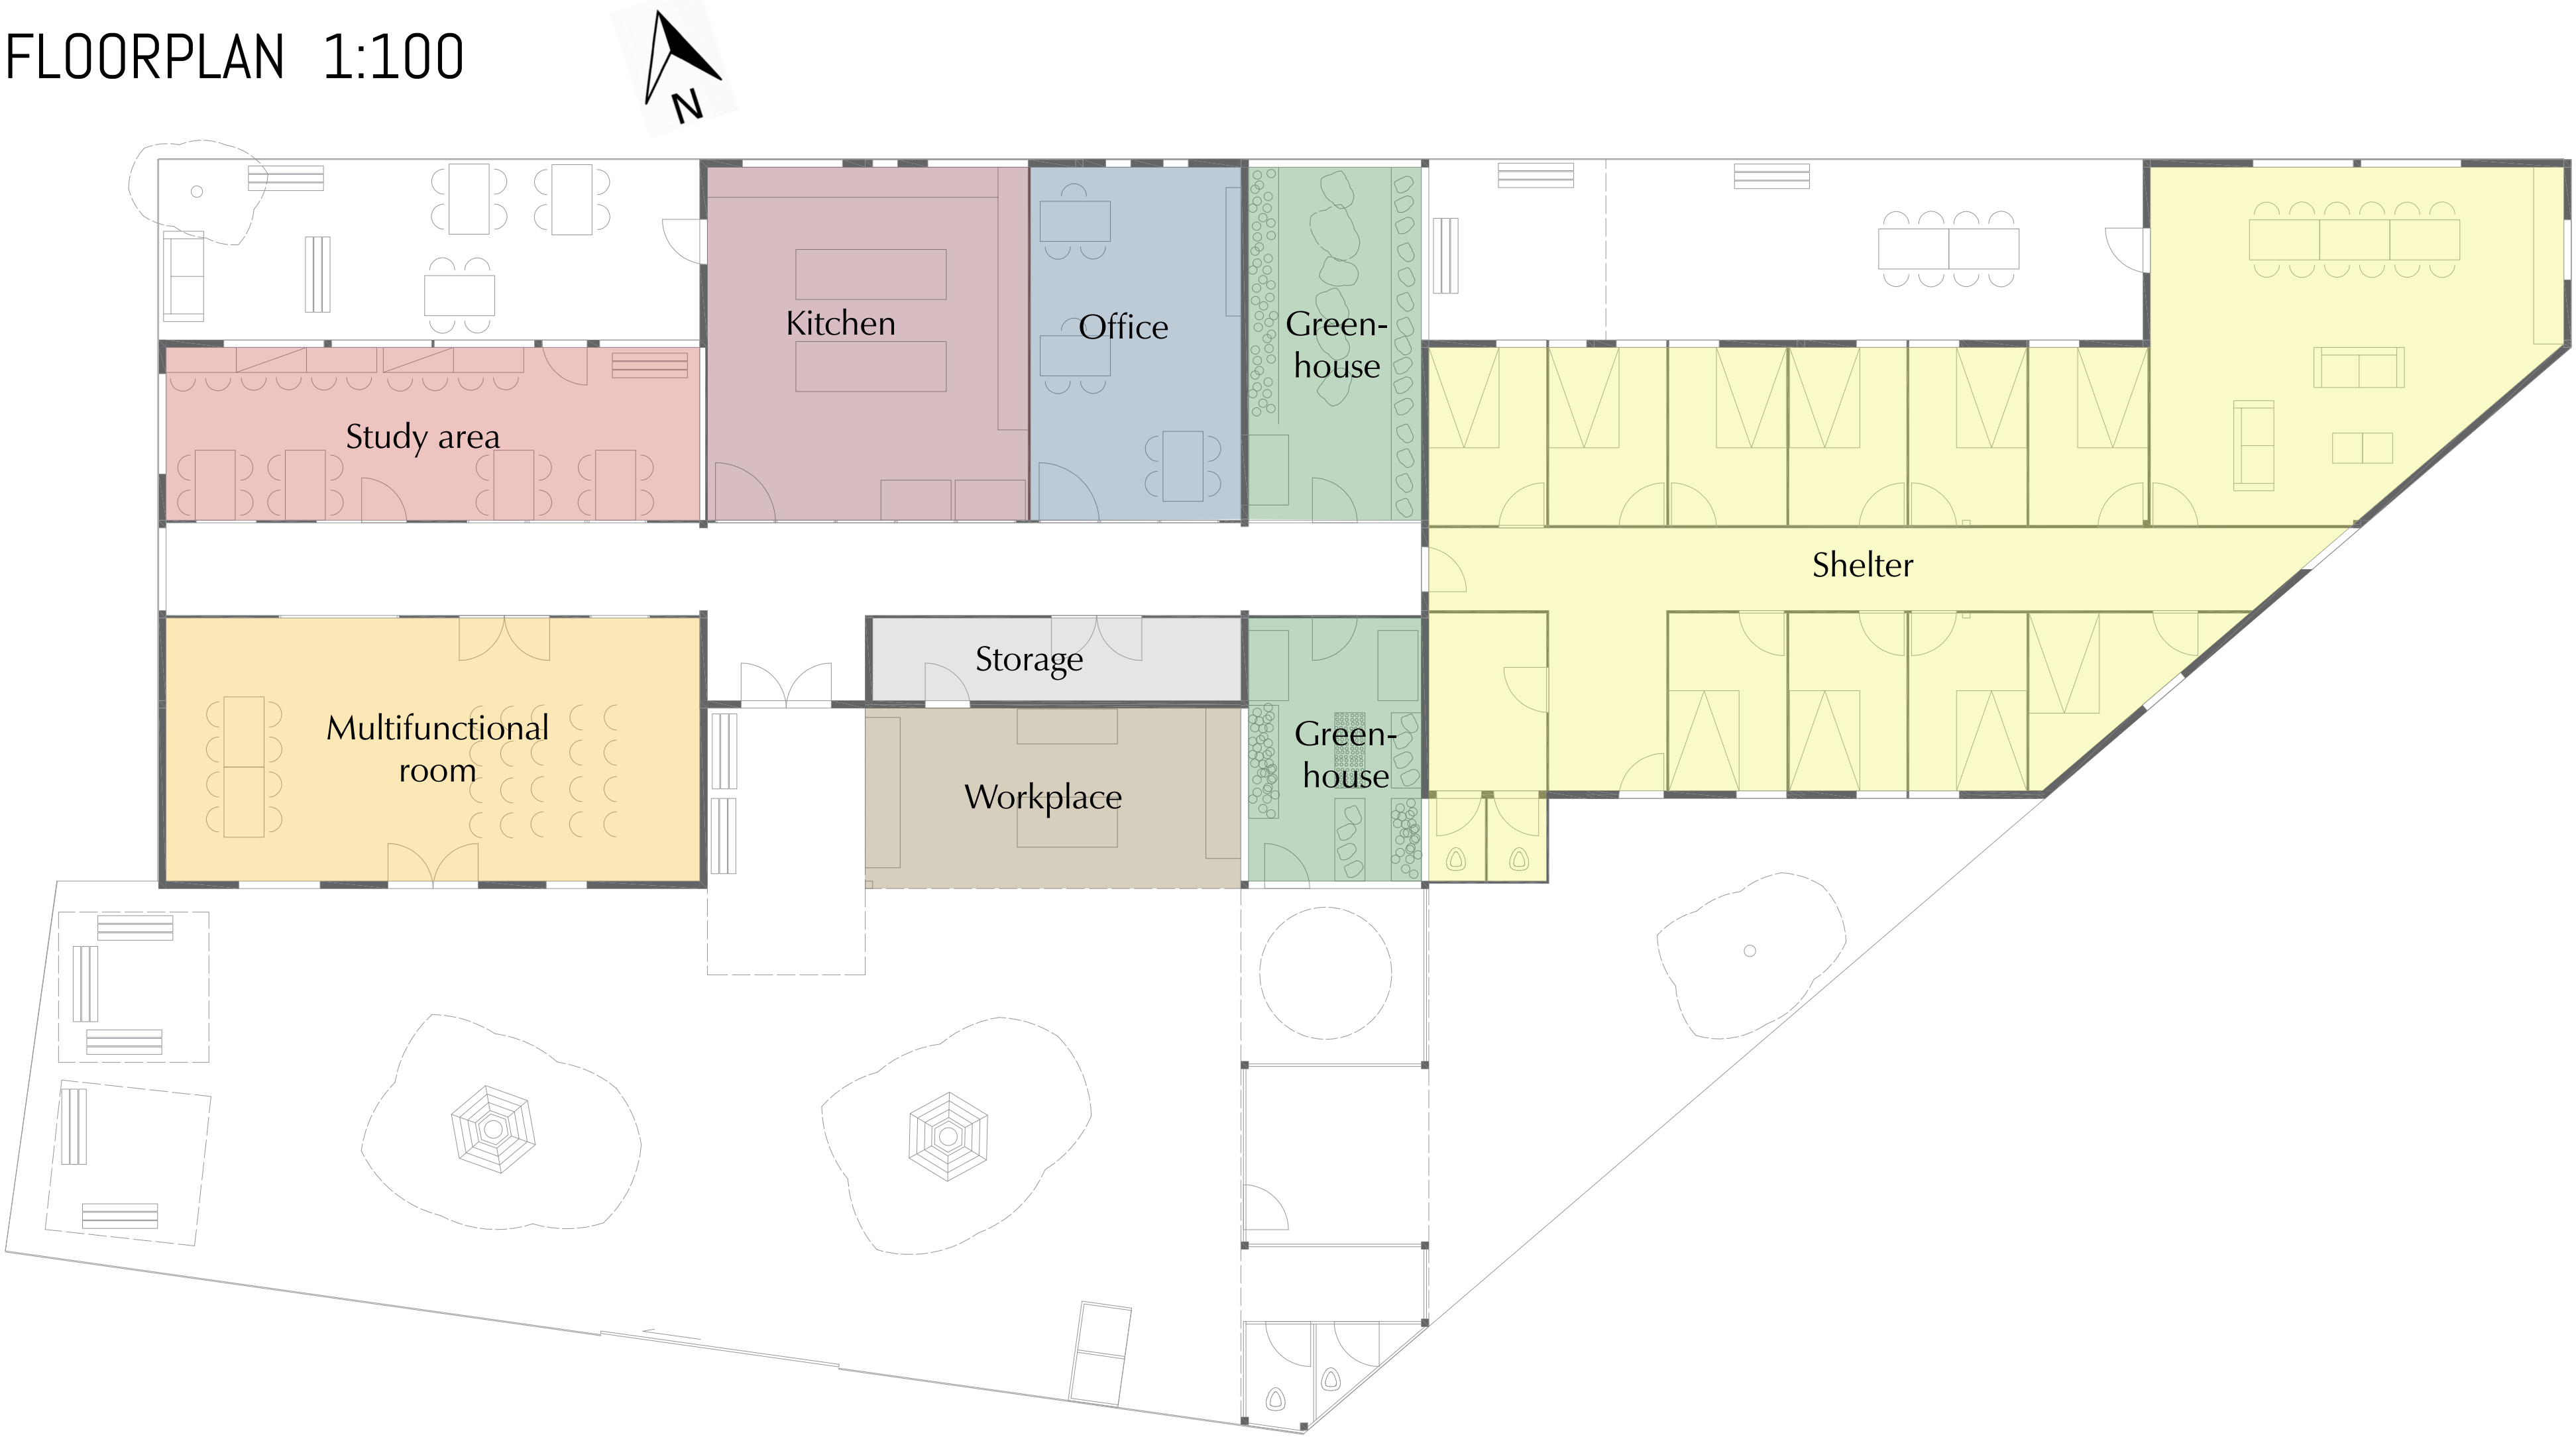 FLOORPLAN 1:100
N
Kitchen
Office
Green-
house
Study area
Shelter
Storage
Multifunctional
room
Green-
house
Workplace